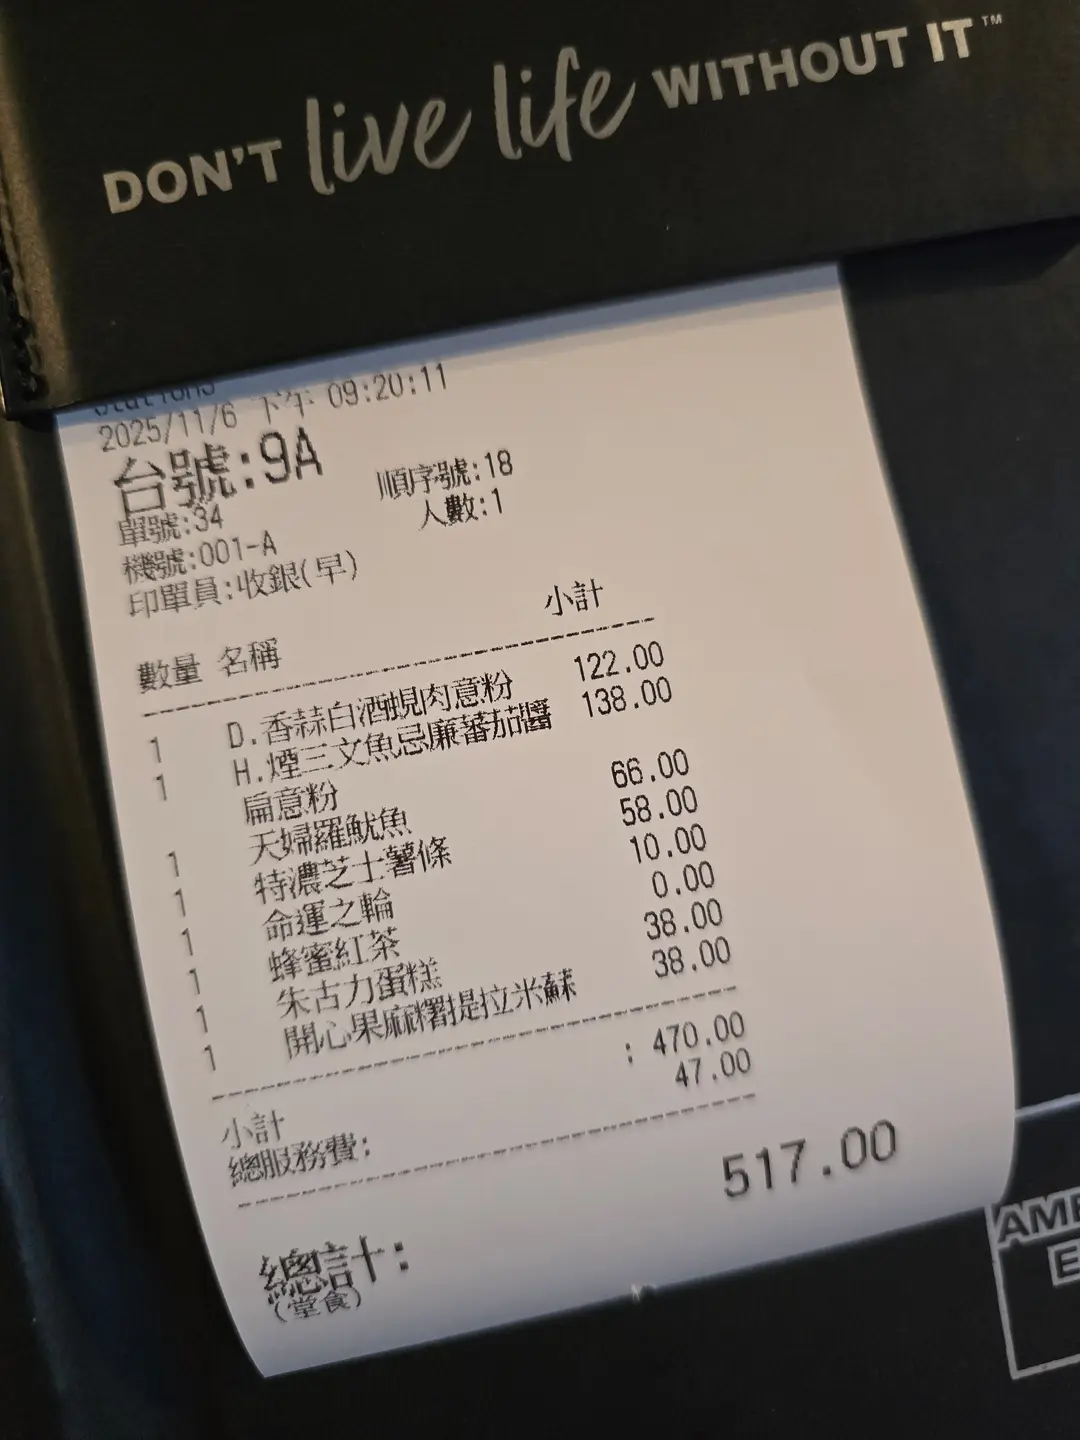 DON'T live life WITHOUT IT™
Stations
2025/11/6 下午 09:20:11
台號:9A
單號:34 順序號:18
機號:001-A 人數:1
印單員:收銀(早)
數量 名稱 小計
1 D.香蒜白酒蜆肉意粉 122.00
1 H.煙三文魚忌廉蕃茄醬 138.00
扁意粉
1 天婦羅魷魚 66.00
1 特濃芝士薯條 58.00
1 命運之輪 10.00
1 蜂蜜紅茶 0.00
1 朱古力蛋糕 38.00
1 開心果麻糬提拉米蘇 38.00
小計 : 470.00
總服務費: 47.00
總計: 517.00
(堂食)
AME
E